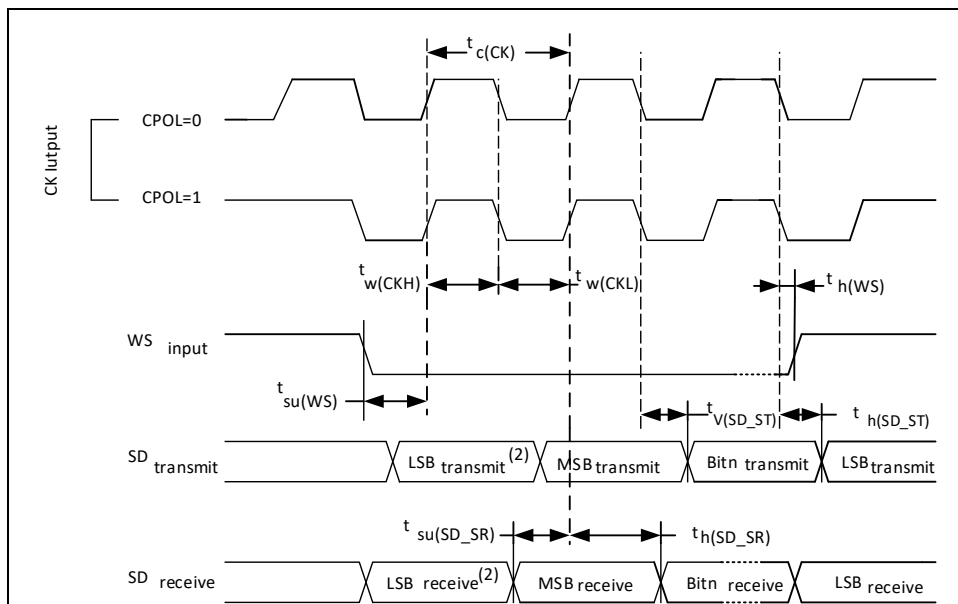 t c(CK)
CPOL=0
CK Iutput
CPOL=1
t w(CKH)
t w(CKL)
t h(WS)
WS input
t su(WS)
t V(SD_ST)
t h(SD_ST)
SD transmit
LSB transmit (2)
MSB transmit
Bitn transmit
LSB transmit
t su(SD_SR)
t h(SD_SR)
SD receive
LSB receive (2)
MSB receive
Bitn receive
LSB receive